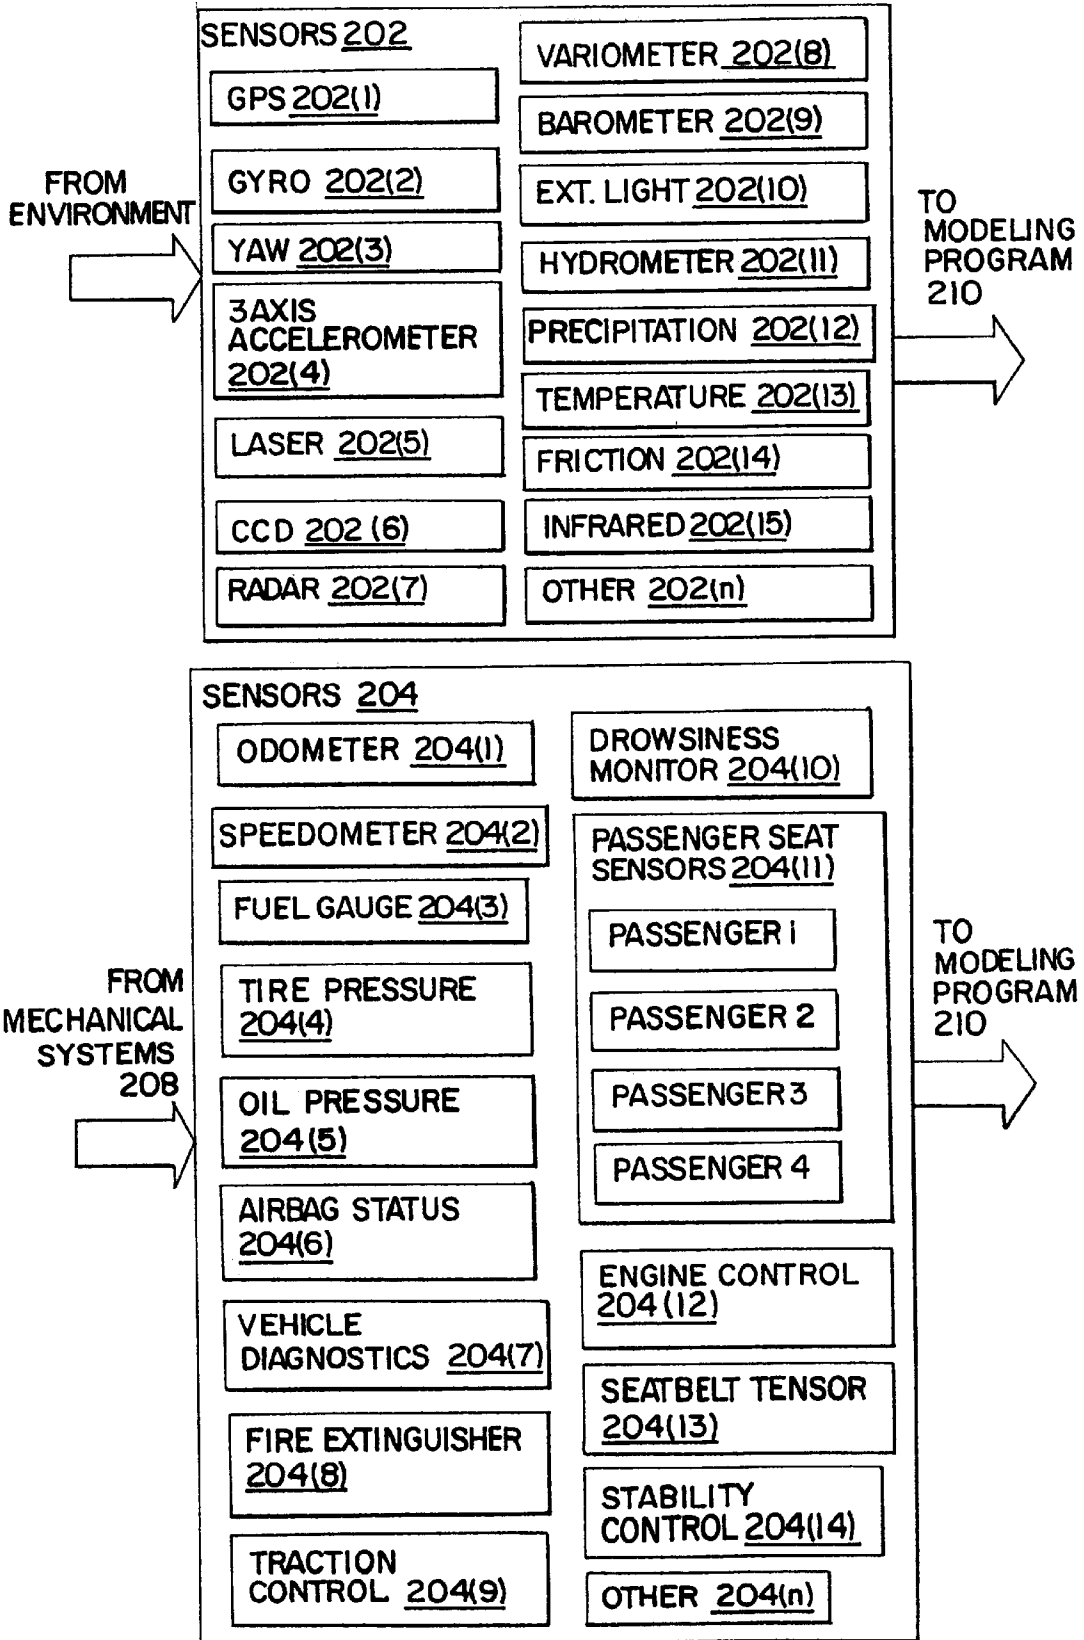 SENSORS 202
GPS 202(1)
GYRO 202(2)
YAW 202(3)
3 AXIS
ACCELEROMETER
202(4)
LASER 202(5)
CCD 202 (6)
RADAR 202(7)
VARIOMETER 202(8)
BAROMETER 202(9)
EXT. LIGHT 202(10)
HYDROMETER 202(11)
PRECIPITATION 202(12)
TEMPERATURE 202(13)
FRICTION 202(14)
INFRARED 202(15)
OTHER 202(n)
FROM
ENVIRONMENT
TO
MODELING
PROGRAM
210
SENSORS 204
ODOMETER 204(1)
SPEEDOMETER 204(2)
FUEL GAUGE 204(3)
TIRE PRESSURE
204(4)
OIL PRESSURE
204(5)
AIRBAG STATUS
204(6)
VEHICLE
DIAGNOSTICS 204(7)
FIRE EXTINGUISHER
204(8)
TRACTION
CONTROL 204(9)
DROWSINESS
MONITOR 204(10)
PASSENGER SEAT
SENSORS 204(11)
PASSENGER 1
PASSENGER 2
PASSENGER 3
PASSENGER 4
ENGINE CONTROL
204(12)
SEATBELT TENSOR
204(13)
STABILITY
CONTROL 204(14)
OTHER 204(n)
FROM
MECHANICAL
SYSTEMS
208
TO
MODELING
PROGRAM
210